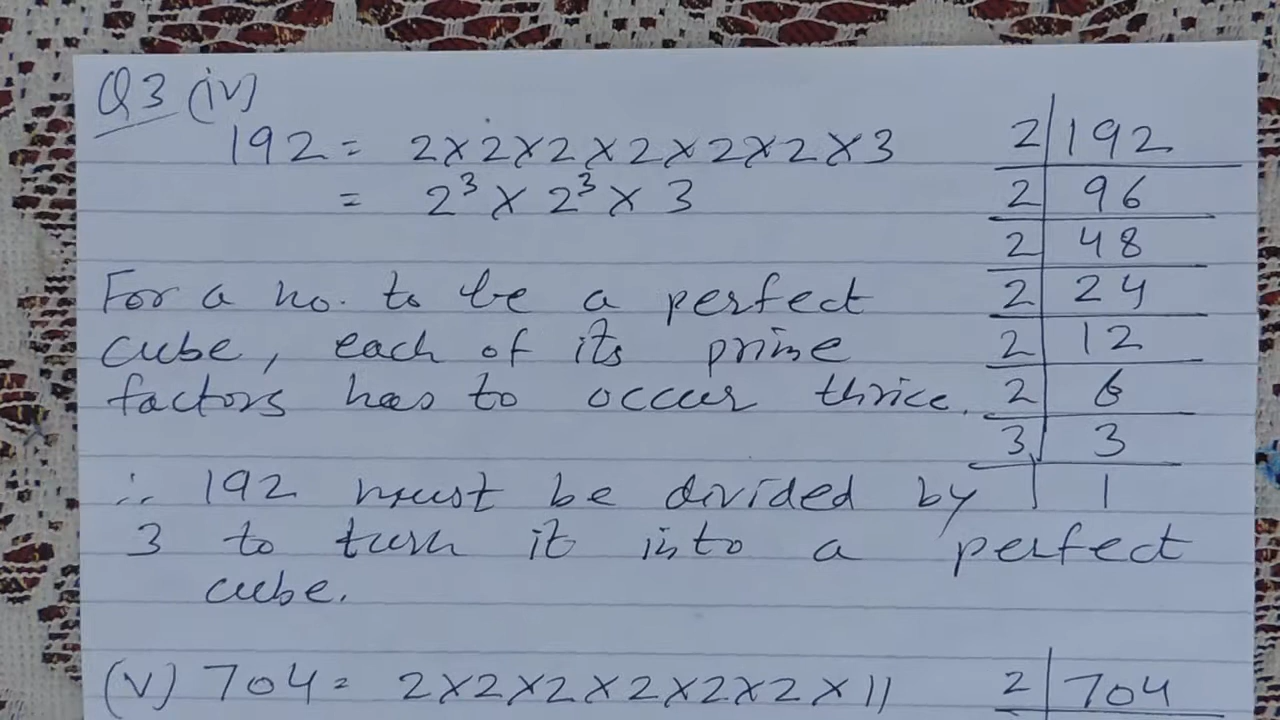 Q3 (iv)
192 = 2×2×2×2×2×2×3
= 2³ × 2³ × 3
For a no. to be a perfect
cube, each of its prime
factors has to occur thrice.
∴ 192 must be divided by
3 to turn it into a perfect
cube.
2 | 192
2 | 96
2 | 48
2 | 24
2 | 12
2 | 6
3 | 3
| 1
(v) 704 = 2×2×2×2×2×2×11
2 | 704